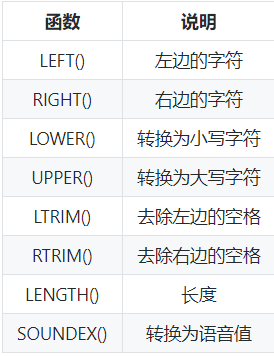 函数 说明
LEFT() 左边的字符
RIGHT() 右边的字符
LOWER() 转换为小写字符
UPPER() 转换为大写字符
LTRIM() 去除左边的空格
RTRIM() 去除右边的空格
LENGTH() 长度
SOUNDEX() 转换为语音值